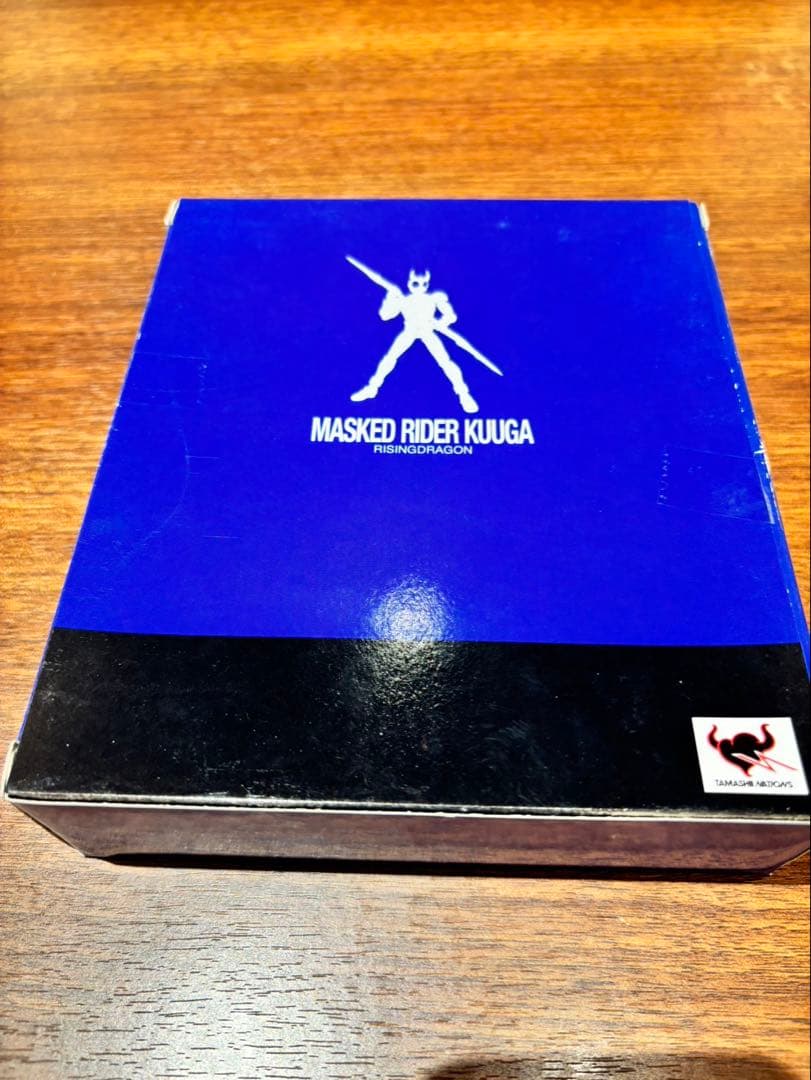 MASKED RIDER KUUGA
RISINGDRAGON
TAMASHII NATIONS